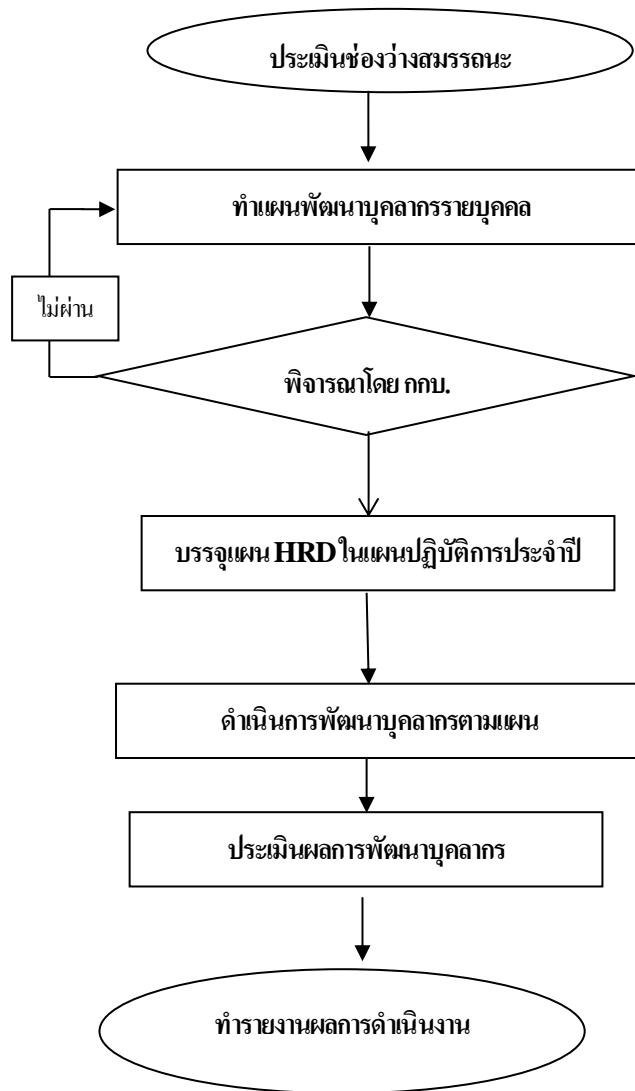 ประเมินช่องว่างสมรรถนะ
ทำแผนพัฒนาบุคลากรรายบุคคล
ไม่ผ่าน
พิจารณาโดย กกบ.
บรรจุแผน HRD ในแผนปฏิบัติการประจำปี
ดำเนินการพัฒนาบุคลากรตามแผน
ประเมินผลการพัฒนาบุคลากร
ทำรายงานผลการดำเนินงาน